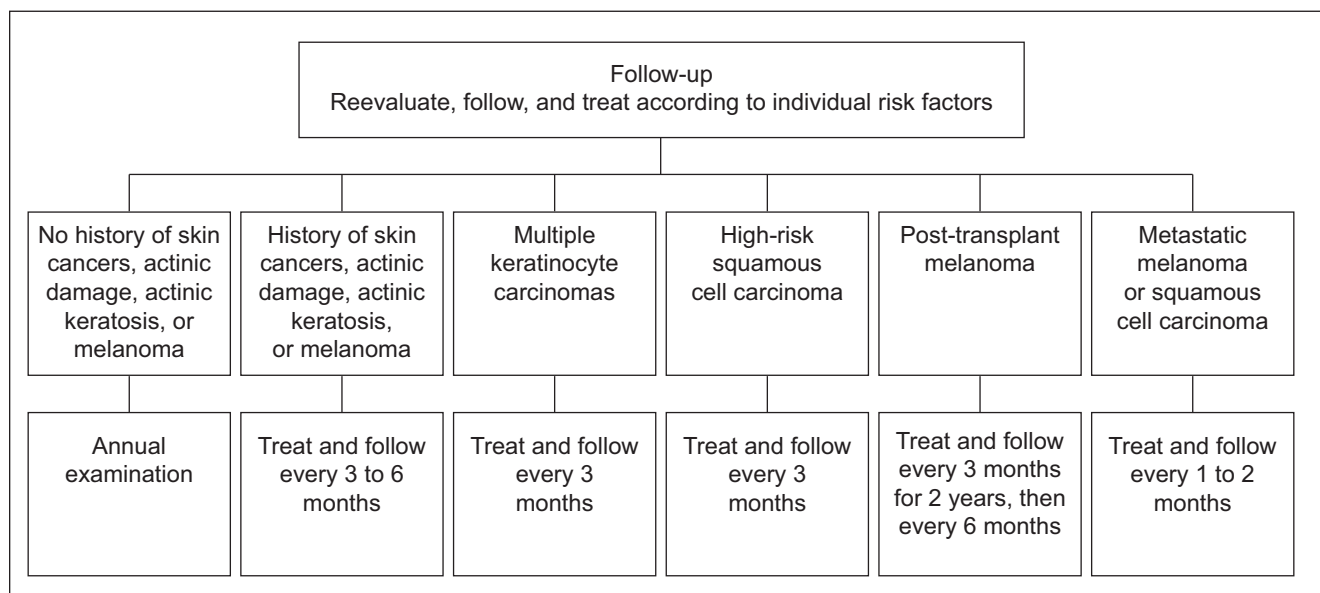 Follow-up
Reevaluate, follow, and treat according to individual risk factors
No history of skin
cancers, actinic
damage, actinic
keratosis, or
melanoma
History of skin
cancers, actinic
damage, actinic
keratosis,
or melanoma
Multiple
keratinocyte
carcinomas
High-risk
squamous
cell carcinoma
Post-transplant
melanoma
Metastatic
melanoma
or squamous
cell carcinoma
Annual
examination
Treat and follow
every 3 to 6
months
Treat and follow
every 3
months
Treat and follow
every 3
months
Treat and follow
every 3 months
for 2 years, then
every 6 months
Treat and follow
every 1 to 2
months